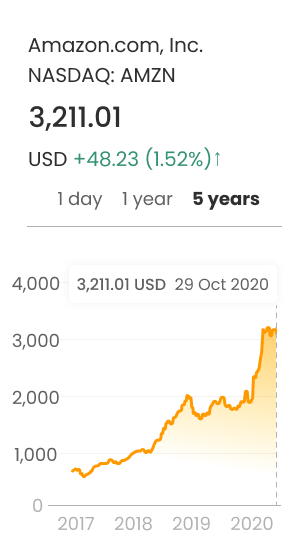 Amazon.com, Inc.
NASDAQ: AMZN
3,211.01
USD +48.23 (1.52%)↑
1 day 1 year 5 years
4,000
3,211.01 USD 29 Oct 2020
3,000
2,000
1,000
0
2017 2018 2019 2020